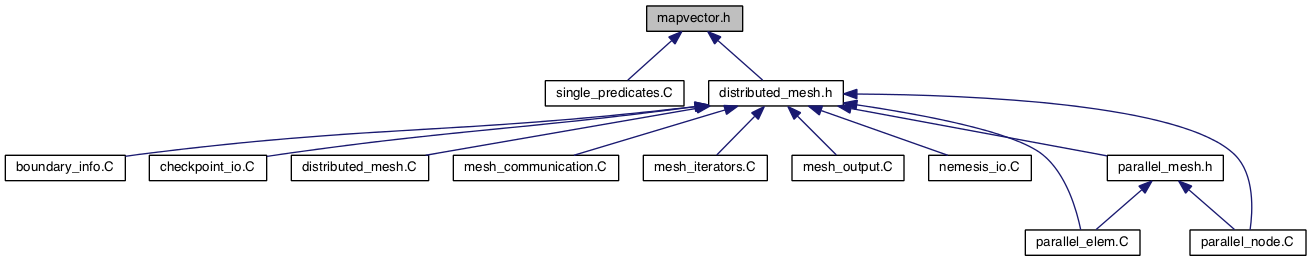 mapvector.h
single_predicates.C
distributed_mesh.h
boundary_info.C
checkpoint_io.C
distributed_mesh.C
mesh_communication.C
mesh_iterators.C
mesh_output.C
nemesis_io.C
parallel_mesh.h
parallel_elem.C
parallel_node.C